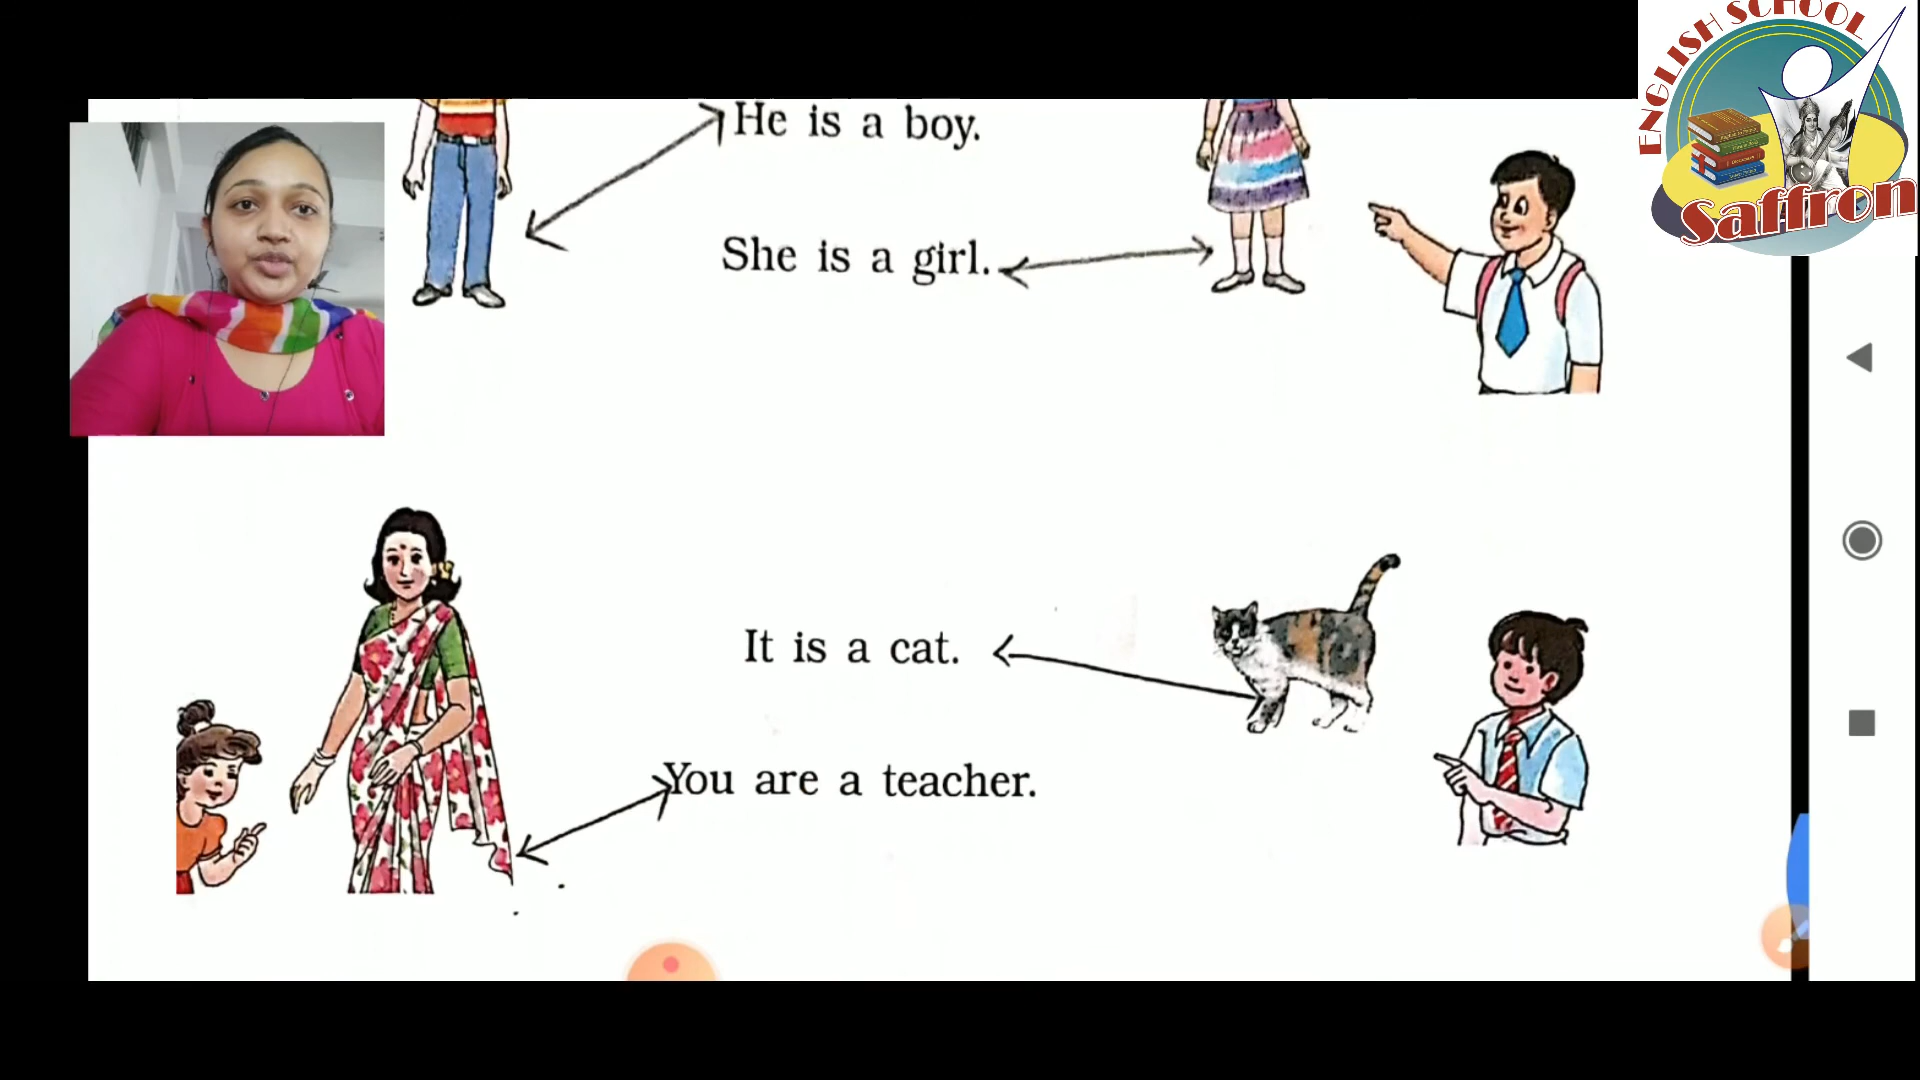 ENGLISH SCHOOL
Saffron
He is a boy.
She is a girl.
It is a cat.
You are a teacher.